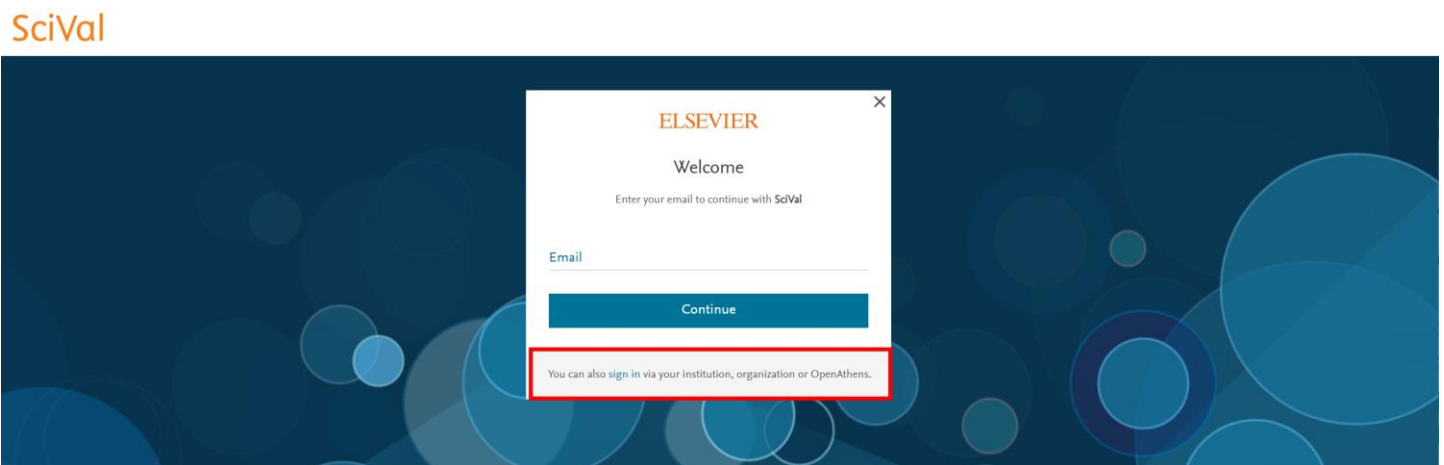 SciVal
ELSEVIER
Welcome
Enter your email to continue with SciVal
Email
Continue
You can also sign in via your institution, organization or OpenAthens.